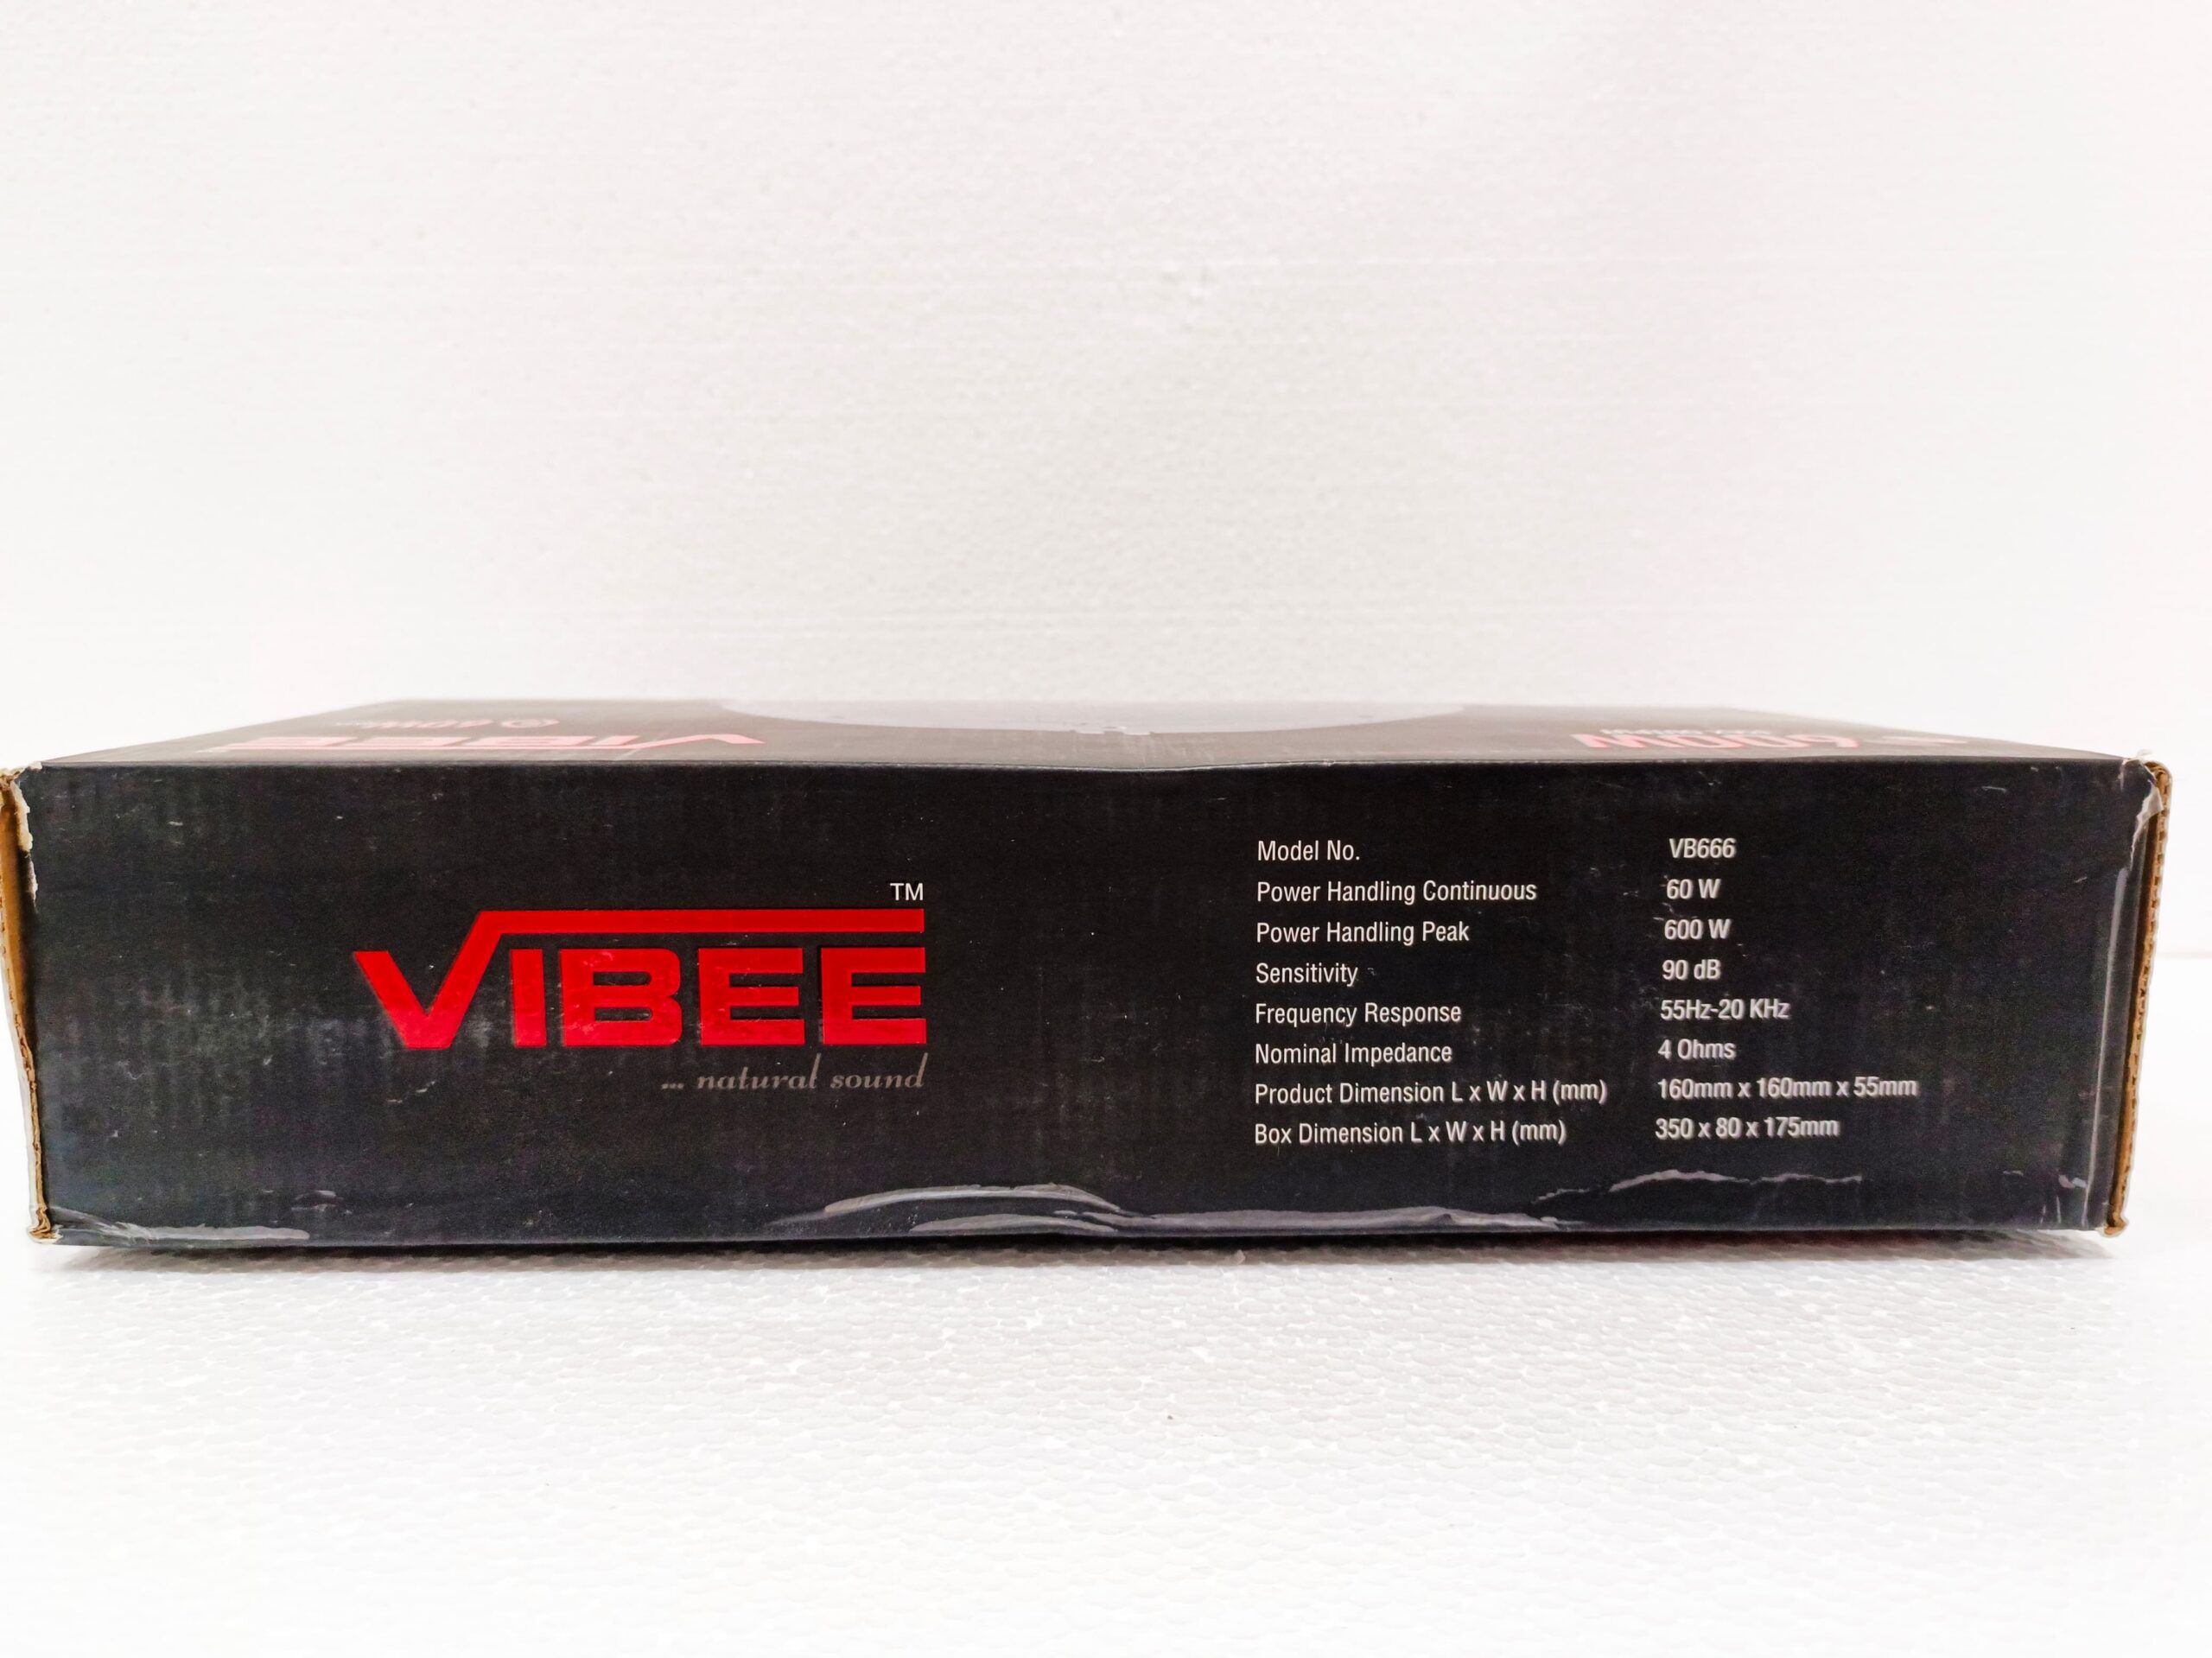 VIBEE
600W
TM
VIBEE
... natural sound
Model No. VB666
Power Handling Continuous 60 W
Power Handling Peak 600 W
Sensitivity 90 dB
Frequency Response 55Hz-20 KHz
Nominal Impedance 4 Ohms
Product Dimension L x W x H (mm) 160mm x 160mm x 55mm
Box Dimension L x W x H (mm) 350 x 80 x 175mm